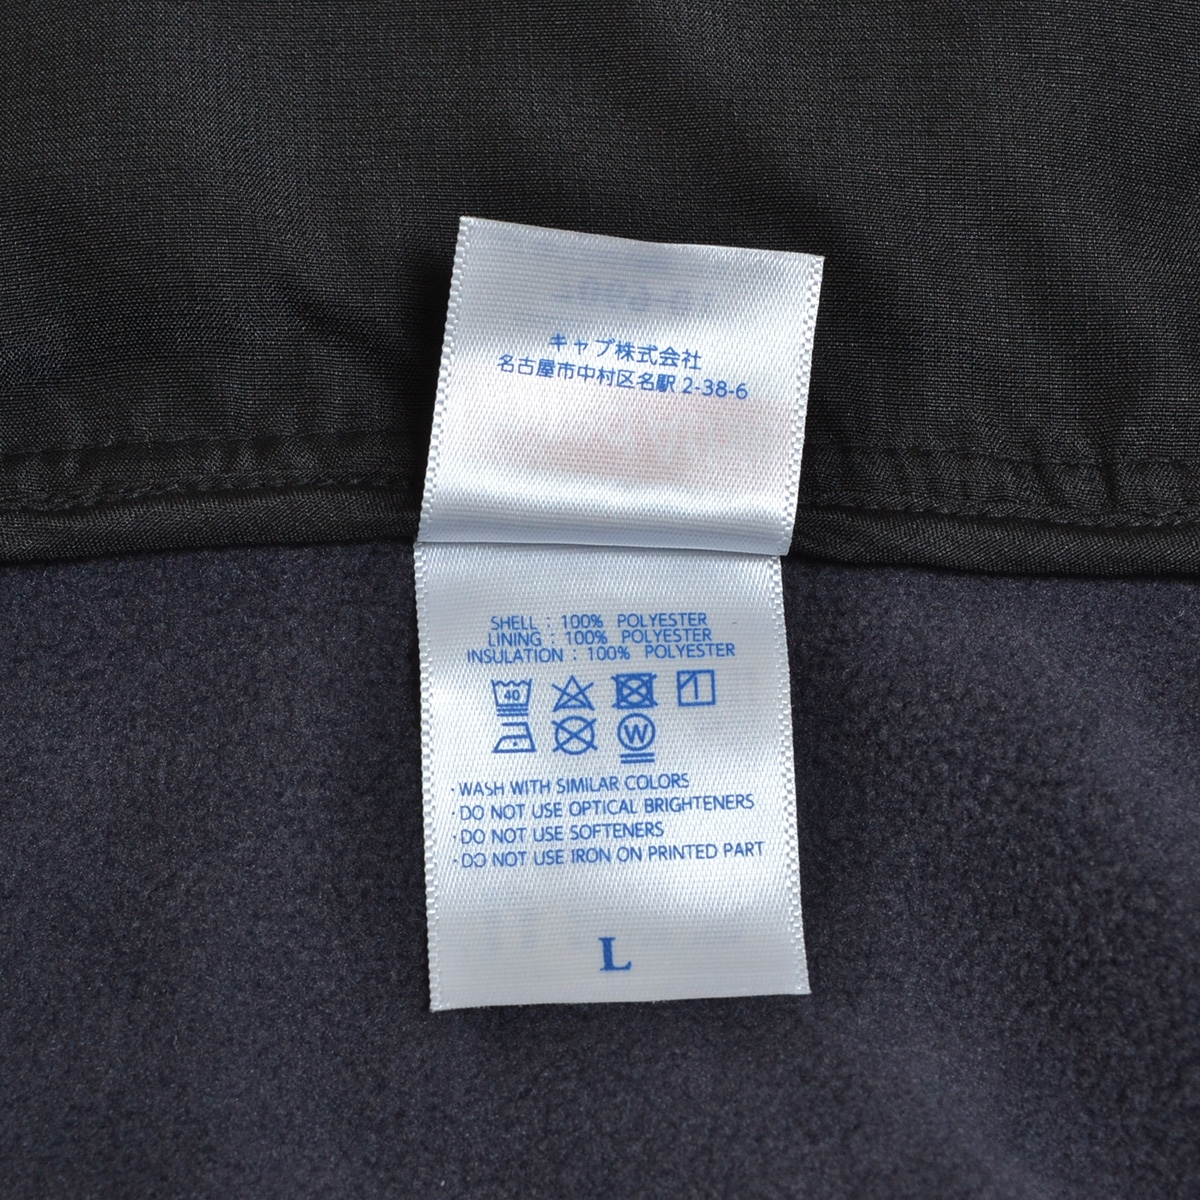 キャブ株式会社
名古屋市中村区名駅 2-38-6
SHELL : 100% POLYESTER
LINING : 100% POLYESTER
INSULATION : 100% POLYESTER
40
W
·WASH WITH SIMILAR COLORS
·DO NOT USE OPTICAL BRIGHTENERS
·DO NOT USE SOFTENERS
·DO NOT USE IRON ON PRINTED PART
L